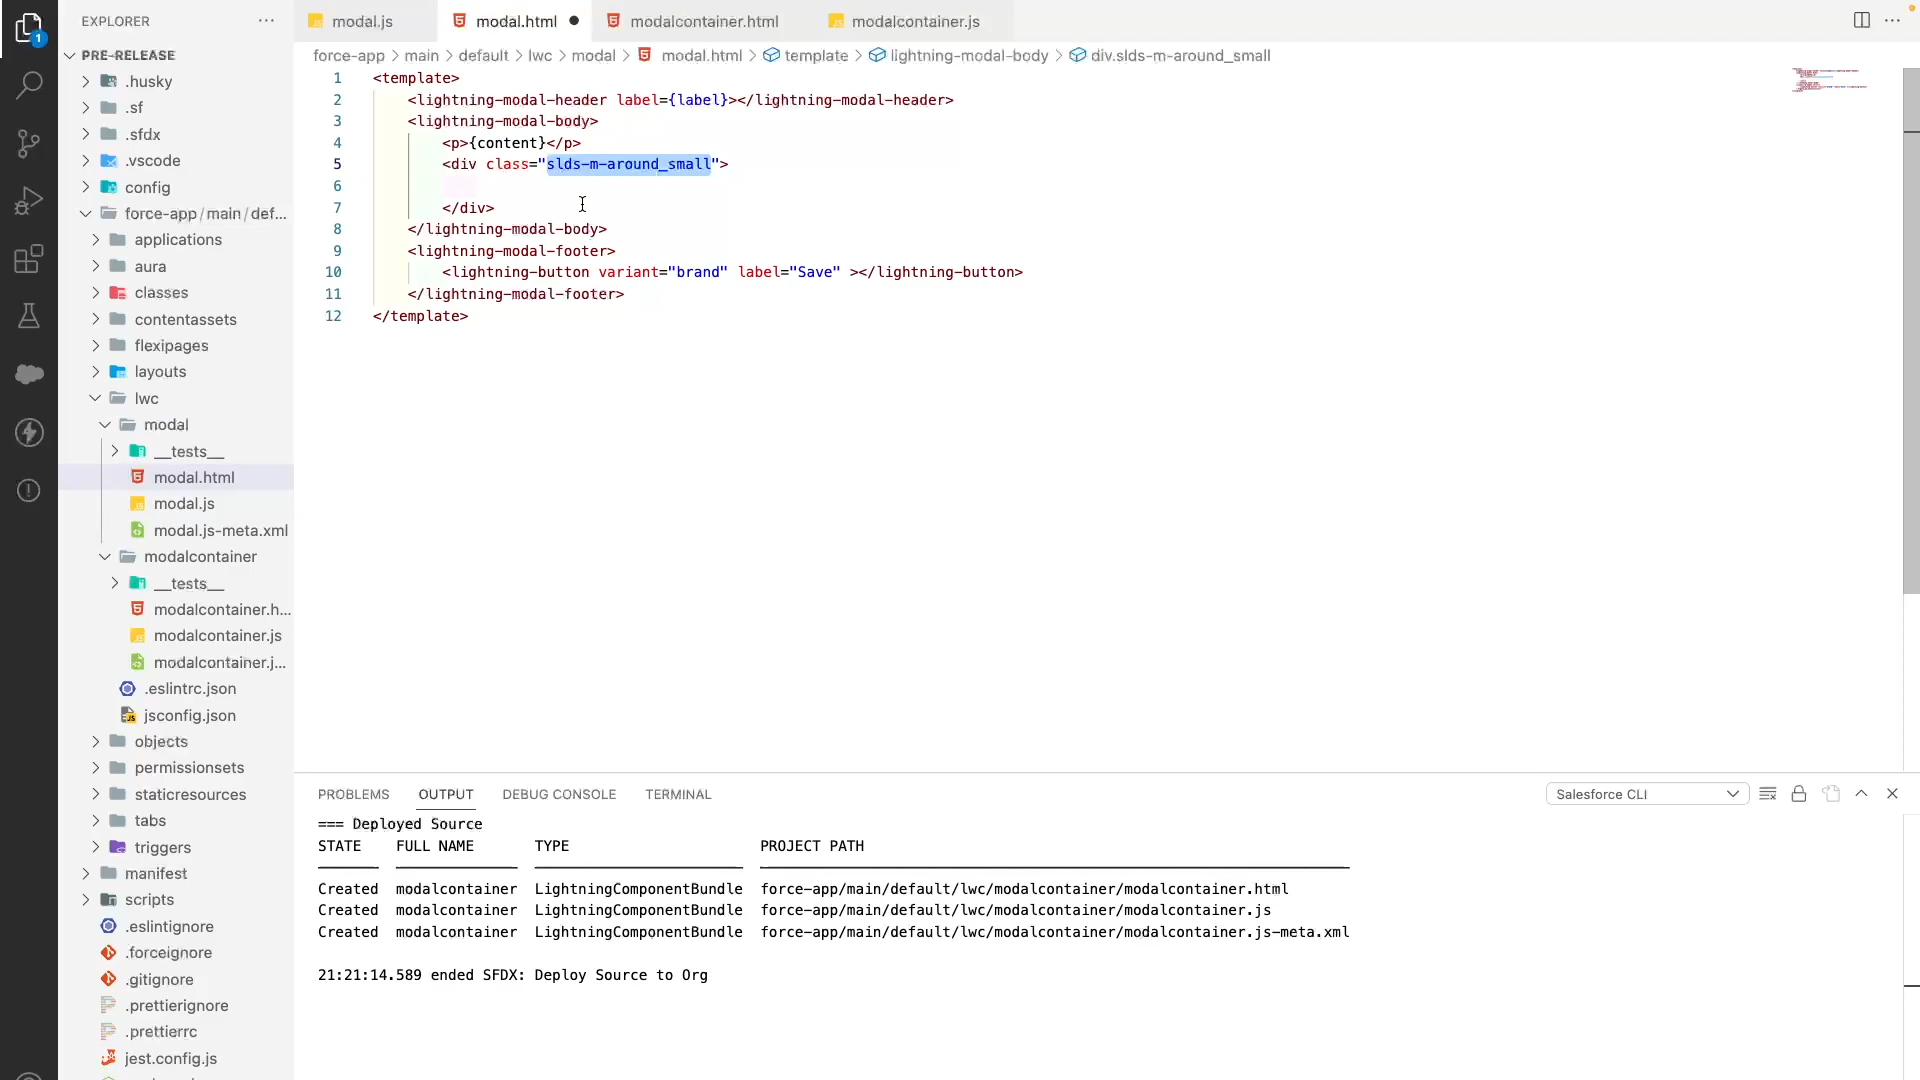 EXPLORER
modal.js
modal.html
modalcontainer.html
modalcontainer.js
PRE-RELEASE
force-app > main > default > lwc > modal > modal.html > template > lightning-modal-body > div.slds-m-around_small
1
.husky
.sf
.sfdx
.vscode
config
force-app/main/def...
applications
aura
classes
contentassets
flexipages
layouts
lwc
modal
__tests__
modal.html
modal.js
modal.js-meta.xml
modalcontainer
__tests__
modalcontainer.h...
modalcontainer.js
modalcontainer.j...
.eslintrc.json
jsconfig.json
objects
permissionsets
staticresources
tabs
triggers
manifest
scripts
.eslintignore
.forceignore
.gitignore
.prettierignore
.prettierrc
jest.config.js
1 <template>
2 <lightning-modal-header label={label}></lightning-modal-header>
3 <lightning-modal-body>
4 <p>{content}</p>
5 <div class="slds-m-around_small">
6
7 </div>
8 </lightning-modal-body>
9 <lightning-modal-footer>
10 <lightning-button variant="brand" label="Save" ></lightning-button>
11 </lightning-modal-footer>
12 </template>
PROBLEMS OUTPUT DEBUG CONSOLE TERMINAL
Salesforce CLI
=== Deployed Source
STATE FULL NAME TYPE PROJECT PATH
Created modalcontainer LightningComponentBundle force-app/main/default/lwc/modalcontainer/modalcontainer.html
Created modalcontainer LightningComponentBundle force-app/main/default/lwc/modalcontainer/modalcontainer.js
Created modalcontainer LightningComponentBundle force-app/main/default/lwc/modalcontainer/modalcontainer.js-meta.xml
21:21:14.589 ended SFDX: Deploy Source to Org